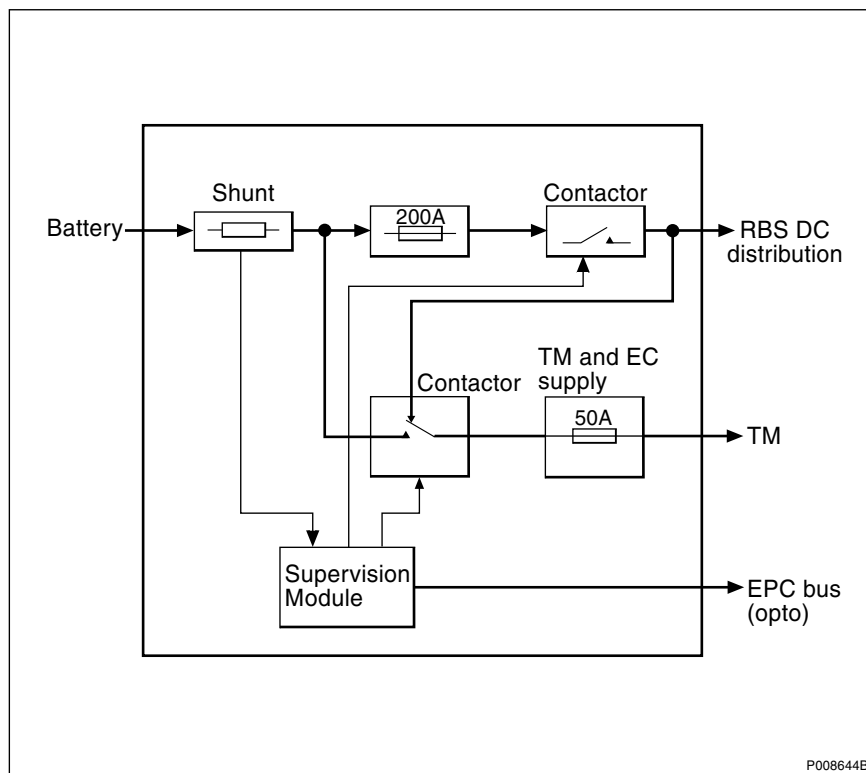 Shunt
200A
Contactor
Battery
RBS DC
distribution
Contactor
TM and EC
supply
50A
TM
Supervision
Module
EPC bus
(opto)
P008644B